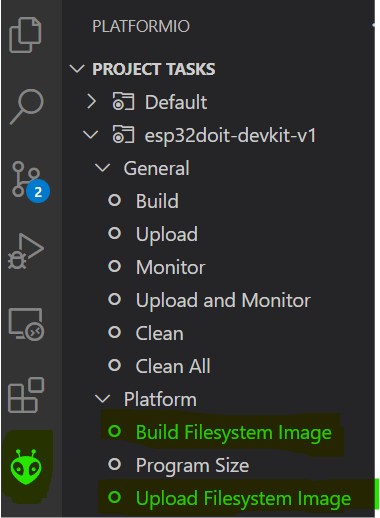 PLATFORMIO
PROJECT TASKS
Default
esp32doit-devkit-v1
General
Build
2
Upload
Monitor
Upload and Monitor
Clean
Clean All
Platform
Build Filesystem Image
Program Size
Upload Filesystem Image